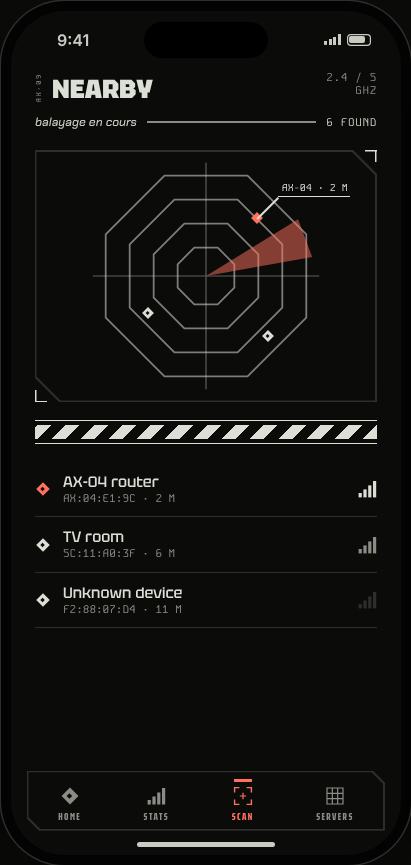 9:41
AX-09
NEARBY
2.4 / 5
GHZ
balayage en cours
6 FOUND
AX-04 · 2 M
AX-04 router
AX:04:E1:9C · 2 M
TV room
5C:11:A0:3F · 6 M
Unknown device
F2:88:07:D4 · 11 M
HOME
STATS
SCAN
SERVERS